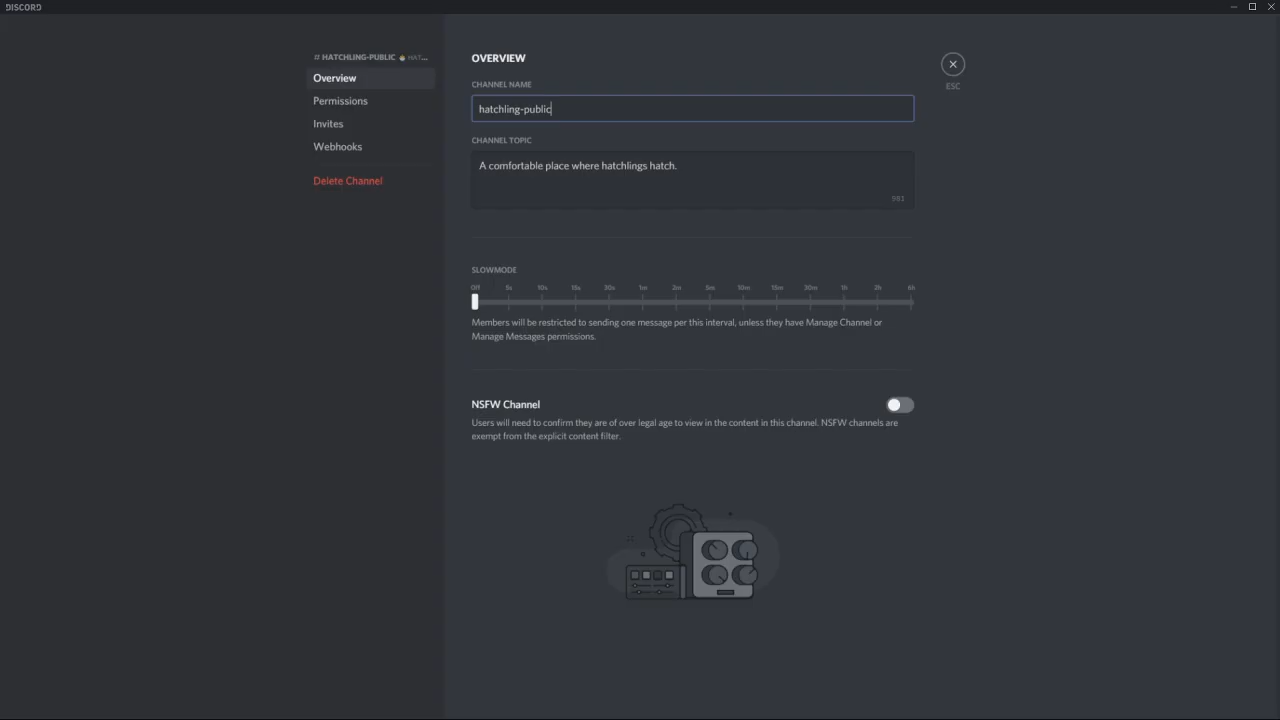 DISCORD
# HATCHLING-PUBLIC HAT...
Overview
Permissions
Invites
Webhooks
Delete Channel
OVERVIEW
CHANNEL NAME
hatchling-public
CHANNEL TOPIC
A comfortable place where hatchlings hatch.
981
SLOWMODE
Off 5s 10s 15s 30s 1m 2m 5m 10m 15m 30m 1h 2h 6h
Members will be restricted to sending one message per this interval, unless they have Manage Channel or
Manage Messages permissions.
NSFW Channel
Users will need to confirm they are of over legal age to view in the content in this channel. NSFW channels are
exempt from the explicit content filter.
ESC